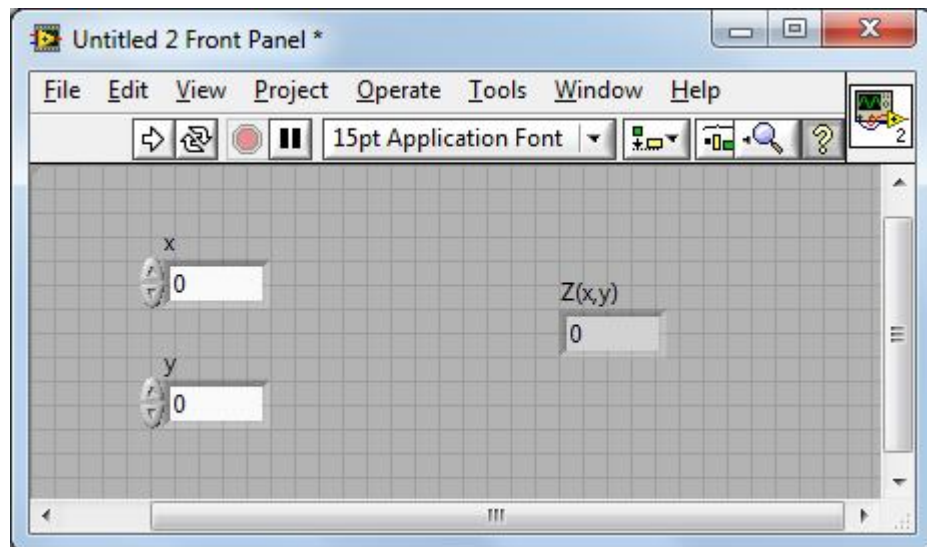 Untitled 2 Front Panel *
File Edit View Project Operate Tools Window Help
15pt Application Font
2
x
0
Z(x,y)
0
y
0